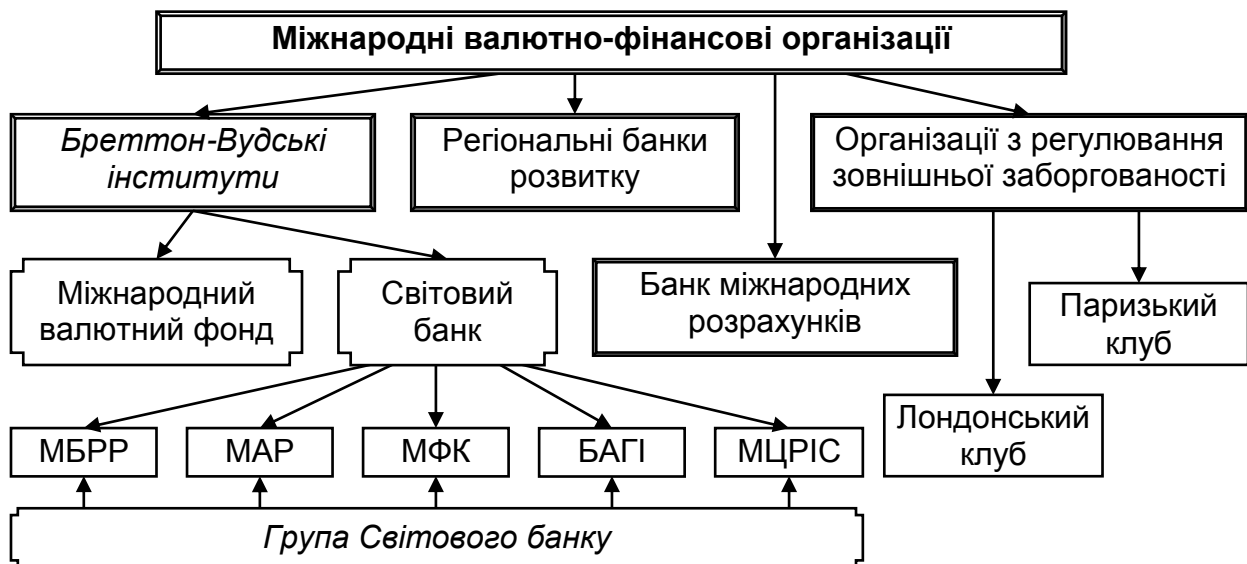 Міжнародні валютно-фінансові організації
Бреттон-Вудські
інститути
Регіональні банки
розвитку
Організації з регулювання
зовнішньої заборгованості
Міжнародний
валютний фонд
Світовий
банк
Банк міжнародних
розрахунків
Паризький
клуб
Лондонський
клуб
МБРР
МАР
МФК
БАГІ
МЦРІС
Група Світового банку